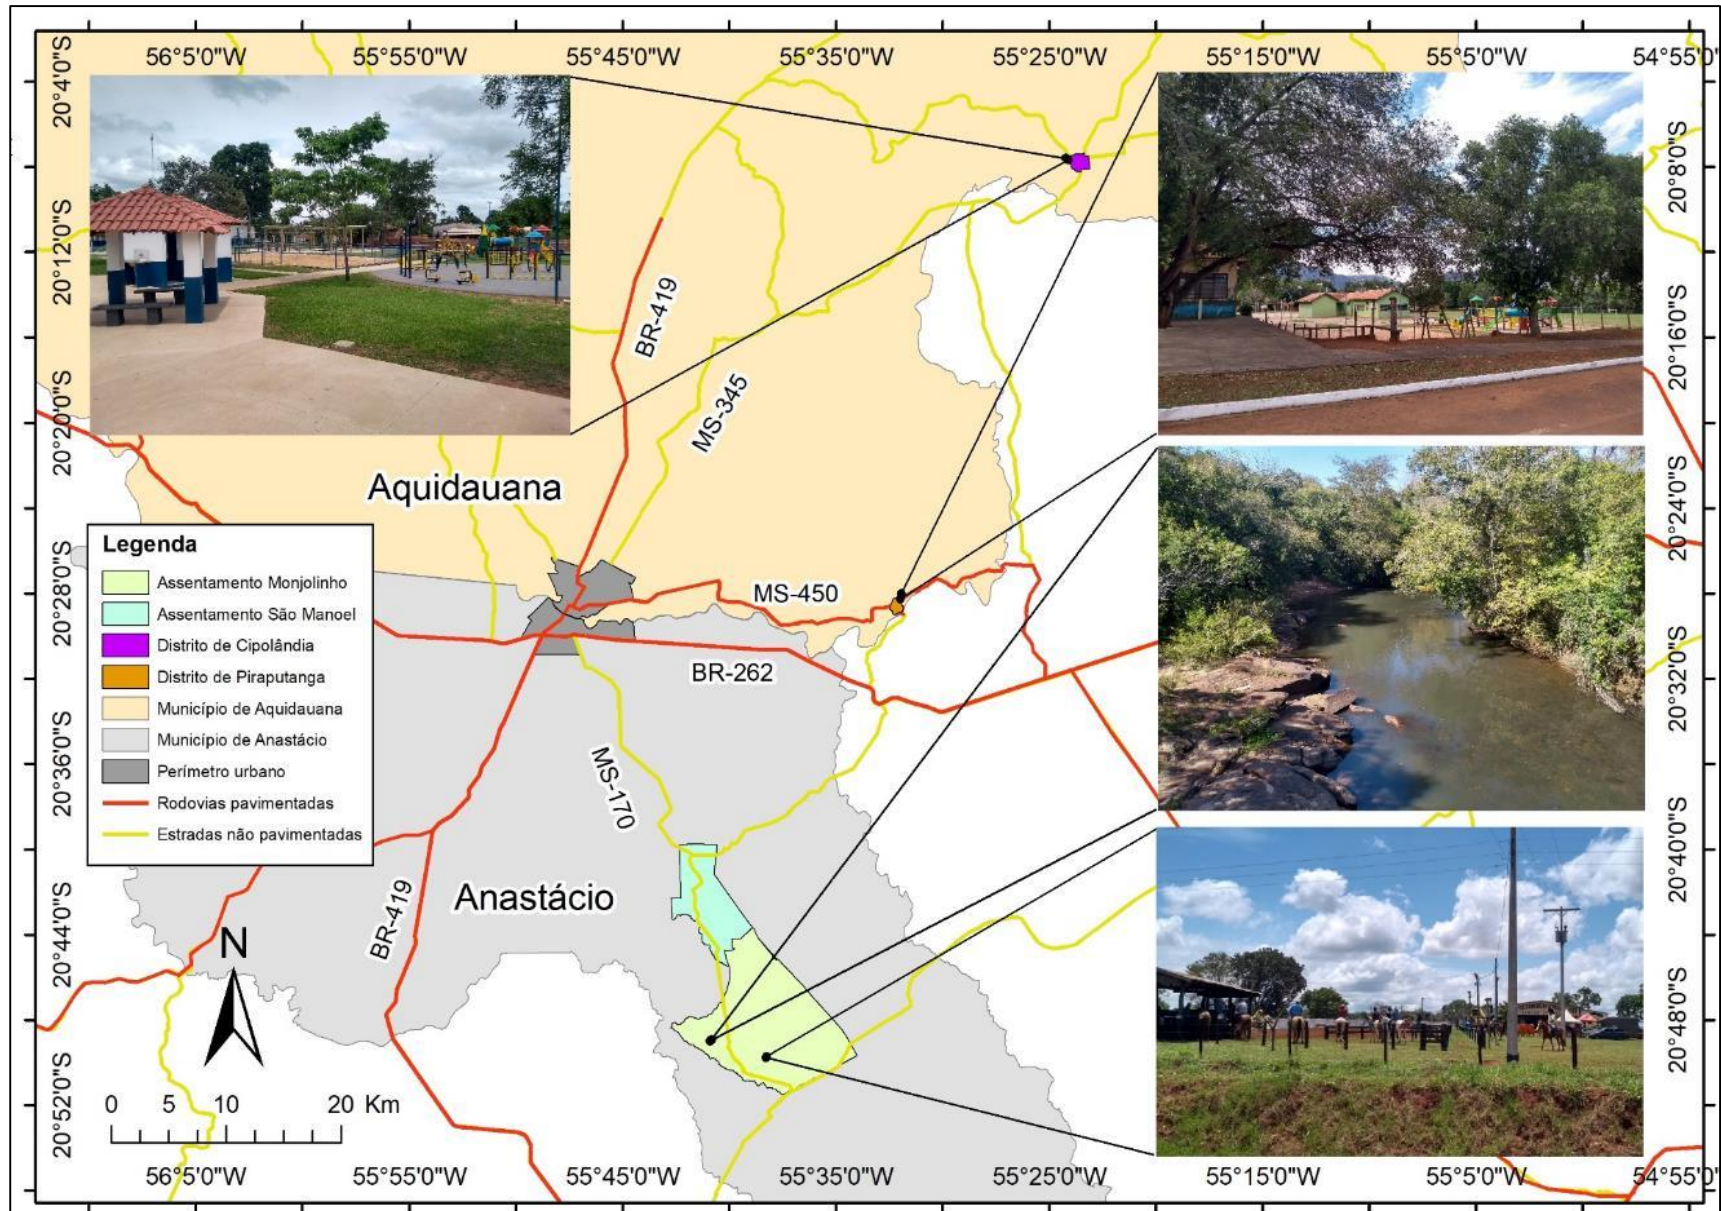 56°5'0"W 55°55'0"W 55°45'0"W 55°35'0"W 55°25'0"W 55°15'0"W 55°5'0"W 54°55'0"
20°4'0"S
20°8'0"S
20°12'0"S
20°16'0"S
20°20'0"S
20°24'0"S
20°28'0"S
20°32'0"S
20°36'0"S
20°40'0"S
20°44'0"S
20°48'0"S
20°52'0"S
BR-419
MS-345
Aquidauana
MS-450
BR-262
MS-170
Anastácio
BR-419
Legenda
Assentamento Monjolinho
Assentamento São Manoel
Distrito de Cipolândia
Distrito de Piraputanga
Município de Aquidauana
Município de Anastácio
Perímetro urbano
Rodovias pavimentadas
Estradas não pavimentadas
N
0 5 10 20 Km
56°5'0"W 55°55'0"W 55°45'0"W 55°35'0"W 55°25'0"W 55°15'0"W 55°5'0"W 54°55'0"